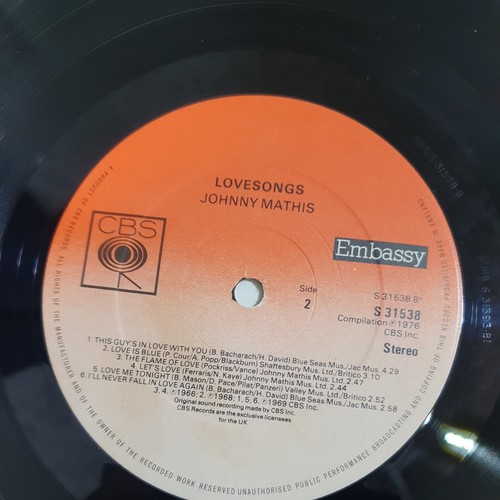 LOVESONGS
JOHNNY MATHIS
CBS
Embassy
Side
2
S 31538 B
S 31538
Compilation ℗ 1976
CBS Inc.
Stereo
1. THIS GUY'S IN LOVE WITH YOU (B. Bacharach/H. David) Blue Seas Mus./Jac Mus. 4.29
2. LOVE IS BLUE (P. Cour/A. Popp/Blackburn) Shaftesbury Mus. Ltd./Britico 3.10
3. THE FLAME OF LOVE (Pockriss/Vance) Johnny Mathis Mus. Ltd. 2.47
4. LET'S LOVE (Ferraris/N. Kaye) Johnny Mathis Mus. Ltd. 2.44
5. LOVE ME TONIGHT (B. Mason/D. Pace/Pilat/Panzeri) Valley Mus. Ltd./Britico 2.52
6. I'LL NEVER FALL IN LOVE AGAIN (B. Bacharach/H. David) Blue Seas Mus./Jac Mus. 2.58
3. 4. ℗ 1966; 2. ℗ 1968; 1. 5. 6. ℗ 1969 CBS Inc.
Original sound recording made by CBS Inc.
CBS Records are the exclusive licensees
for the UK
A PRODUCT OF CBS RECORDS. ALL RIGHTS OF THE MANUFACTURER AND OF THE OWNER OF THE RECORDED WORK RESERVED. UNAUTHORISED PUBLIC PERFORMANCE BROADCASTING AND COPYING OF THIS RECORD PROHIBITED. MADE IN ENGLAND